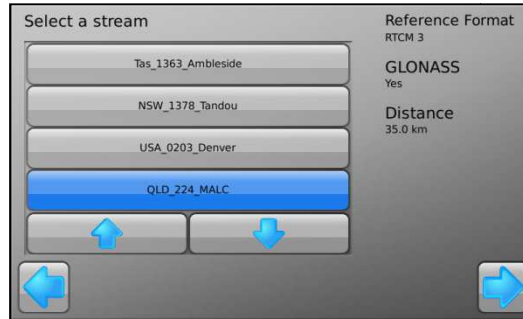 Select a stream
Tas_1363_Ambleside
NSW_1378_Tandou
USA_0203_Denver
QLD_224_MALC
Reference Format
RTCM 3
GLONASS
Yes
Distance
35.0 km